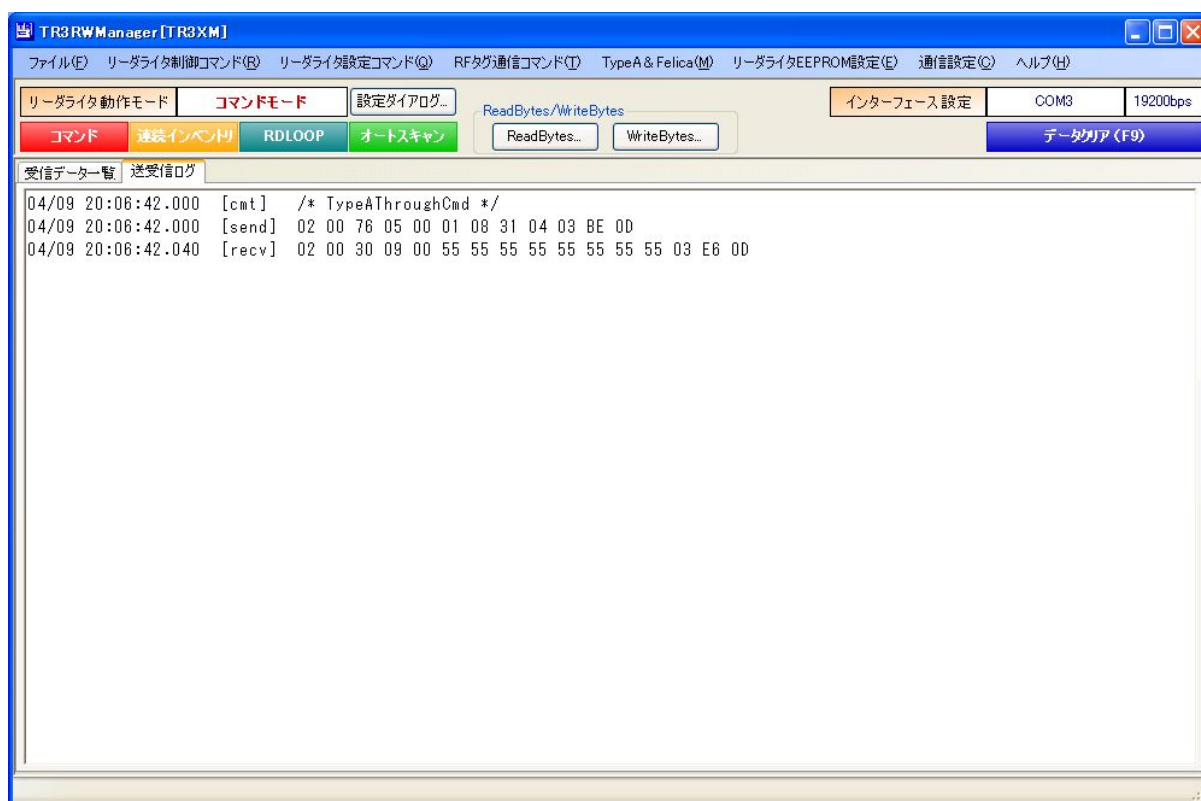 TR3RWManager[TR3XM]
ファイル(F) リーダライタ制御コマンド(R) リーダライタ設定コマンド(Q) RFタグ通信コマンド(T) TypeA&Felica(M) リーダライタEEPROM設定(E) 通信設定(C) ヘルプ(H)
リーダライタ動作モード コマンドモード 設定ダイアログ... ReadBytes/WriteBytes インターフェース設定 COM3 19200bps
コマンド 連続インベントリ RDLOOP オートスキャン ReadBytes... WriteBytes... データクリア(F9)
受信データ一覧 送受信ログ
04/09 20:06:42.000 [cmt] /* TypeAThroughCmd */
04/09 20:06:42.000 [send] 02 00 76 05 00 01 08 31 04 03 BE 0D
04/09 20:06:42.040 [recv] 02 00 30 09 00 55 55 55 55 55 55 55 55 03 E6 0D